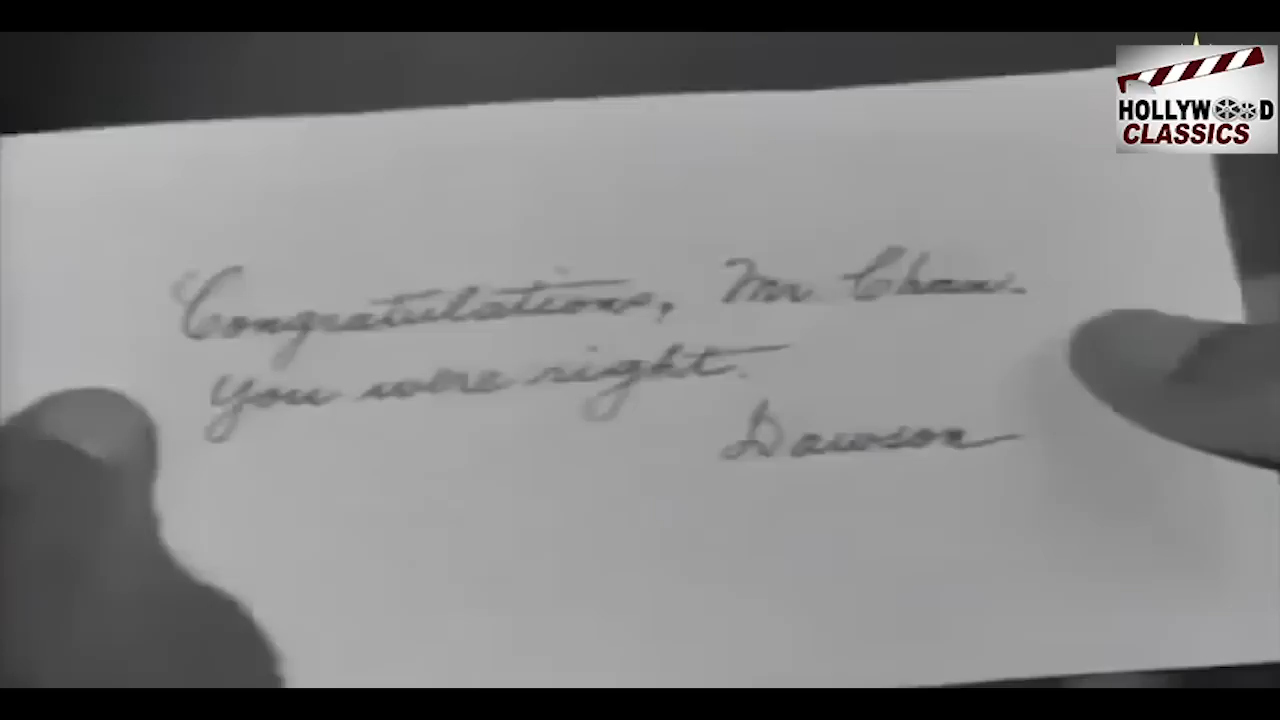 "Congratulations, Mr Chan.
You were right.
Dawson
HOLLYWOOD
CLASSICS